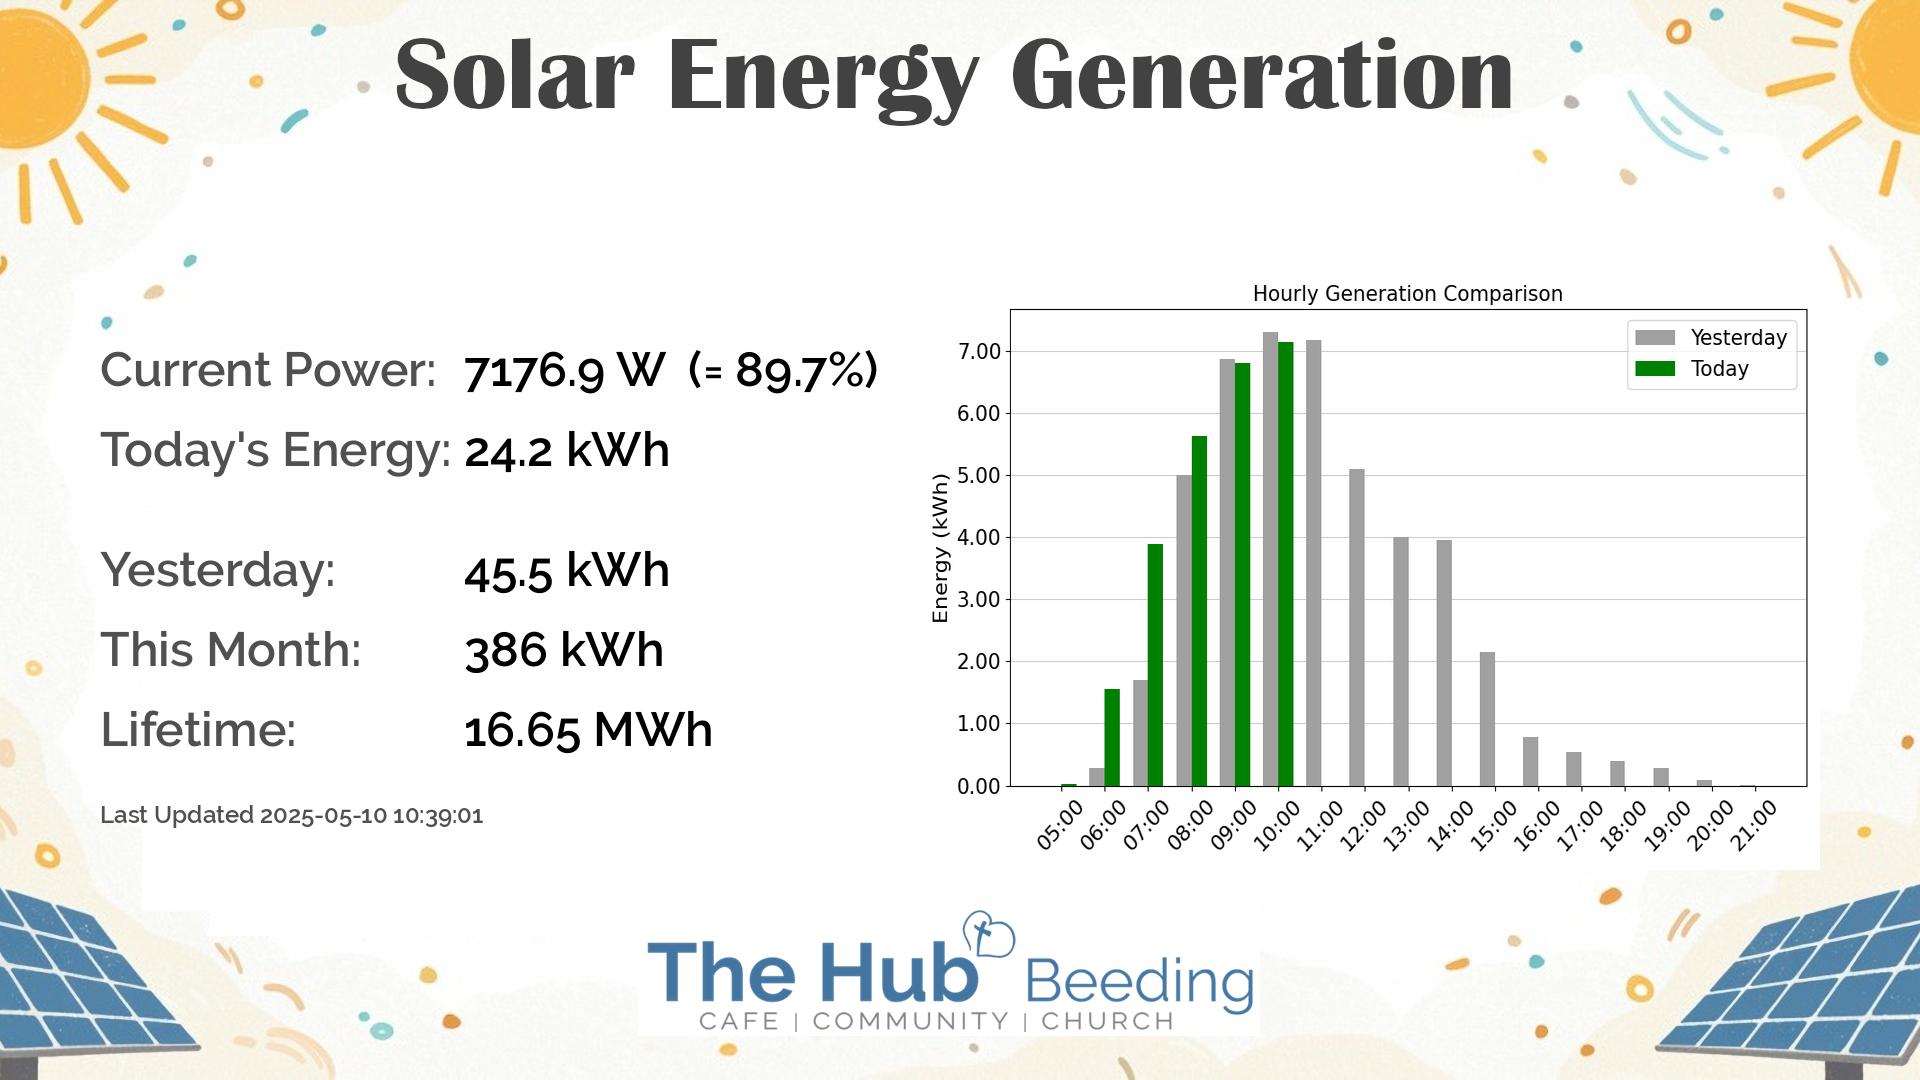 Solar Energy Generation
Current Power: 7176.9 W (= 89.7%)
Today's Energy: 24.2 kWh
Yesterday: 45.5 kWh
This Month: 386 kWh
Lifetime: 16.65 MWh
Last Updated 2025-05-10 10:39:01
Hourly Generation Comparison
Yesterday
Today
Energy (kWh)
7.00
6.00
5.00
4.00
3.00
2.00
1.00
0.00
05:00 06:00 07:00 08:00 09:00 10:00 11:00 12:00 13:00 14:00 15:00 16:00 17:00 18:00 19:00 20:00 21:00
The Hub Beeding
CAFE | COMMUNITY | CHURCH